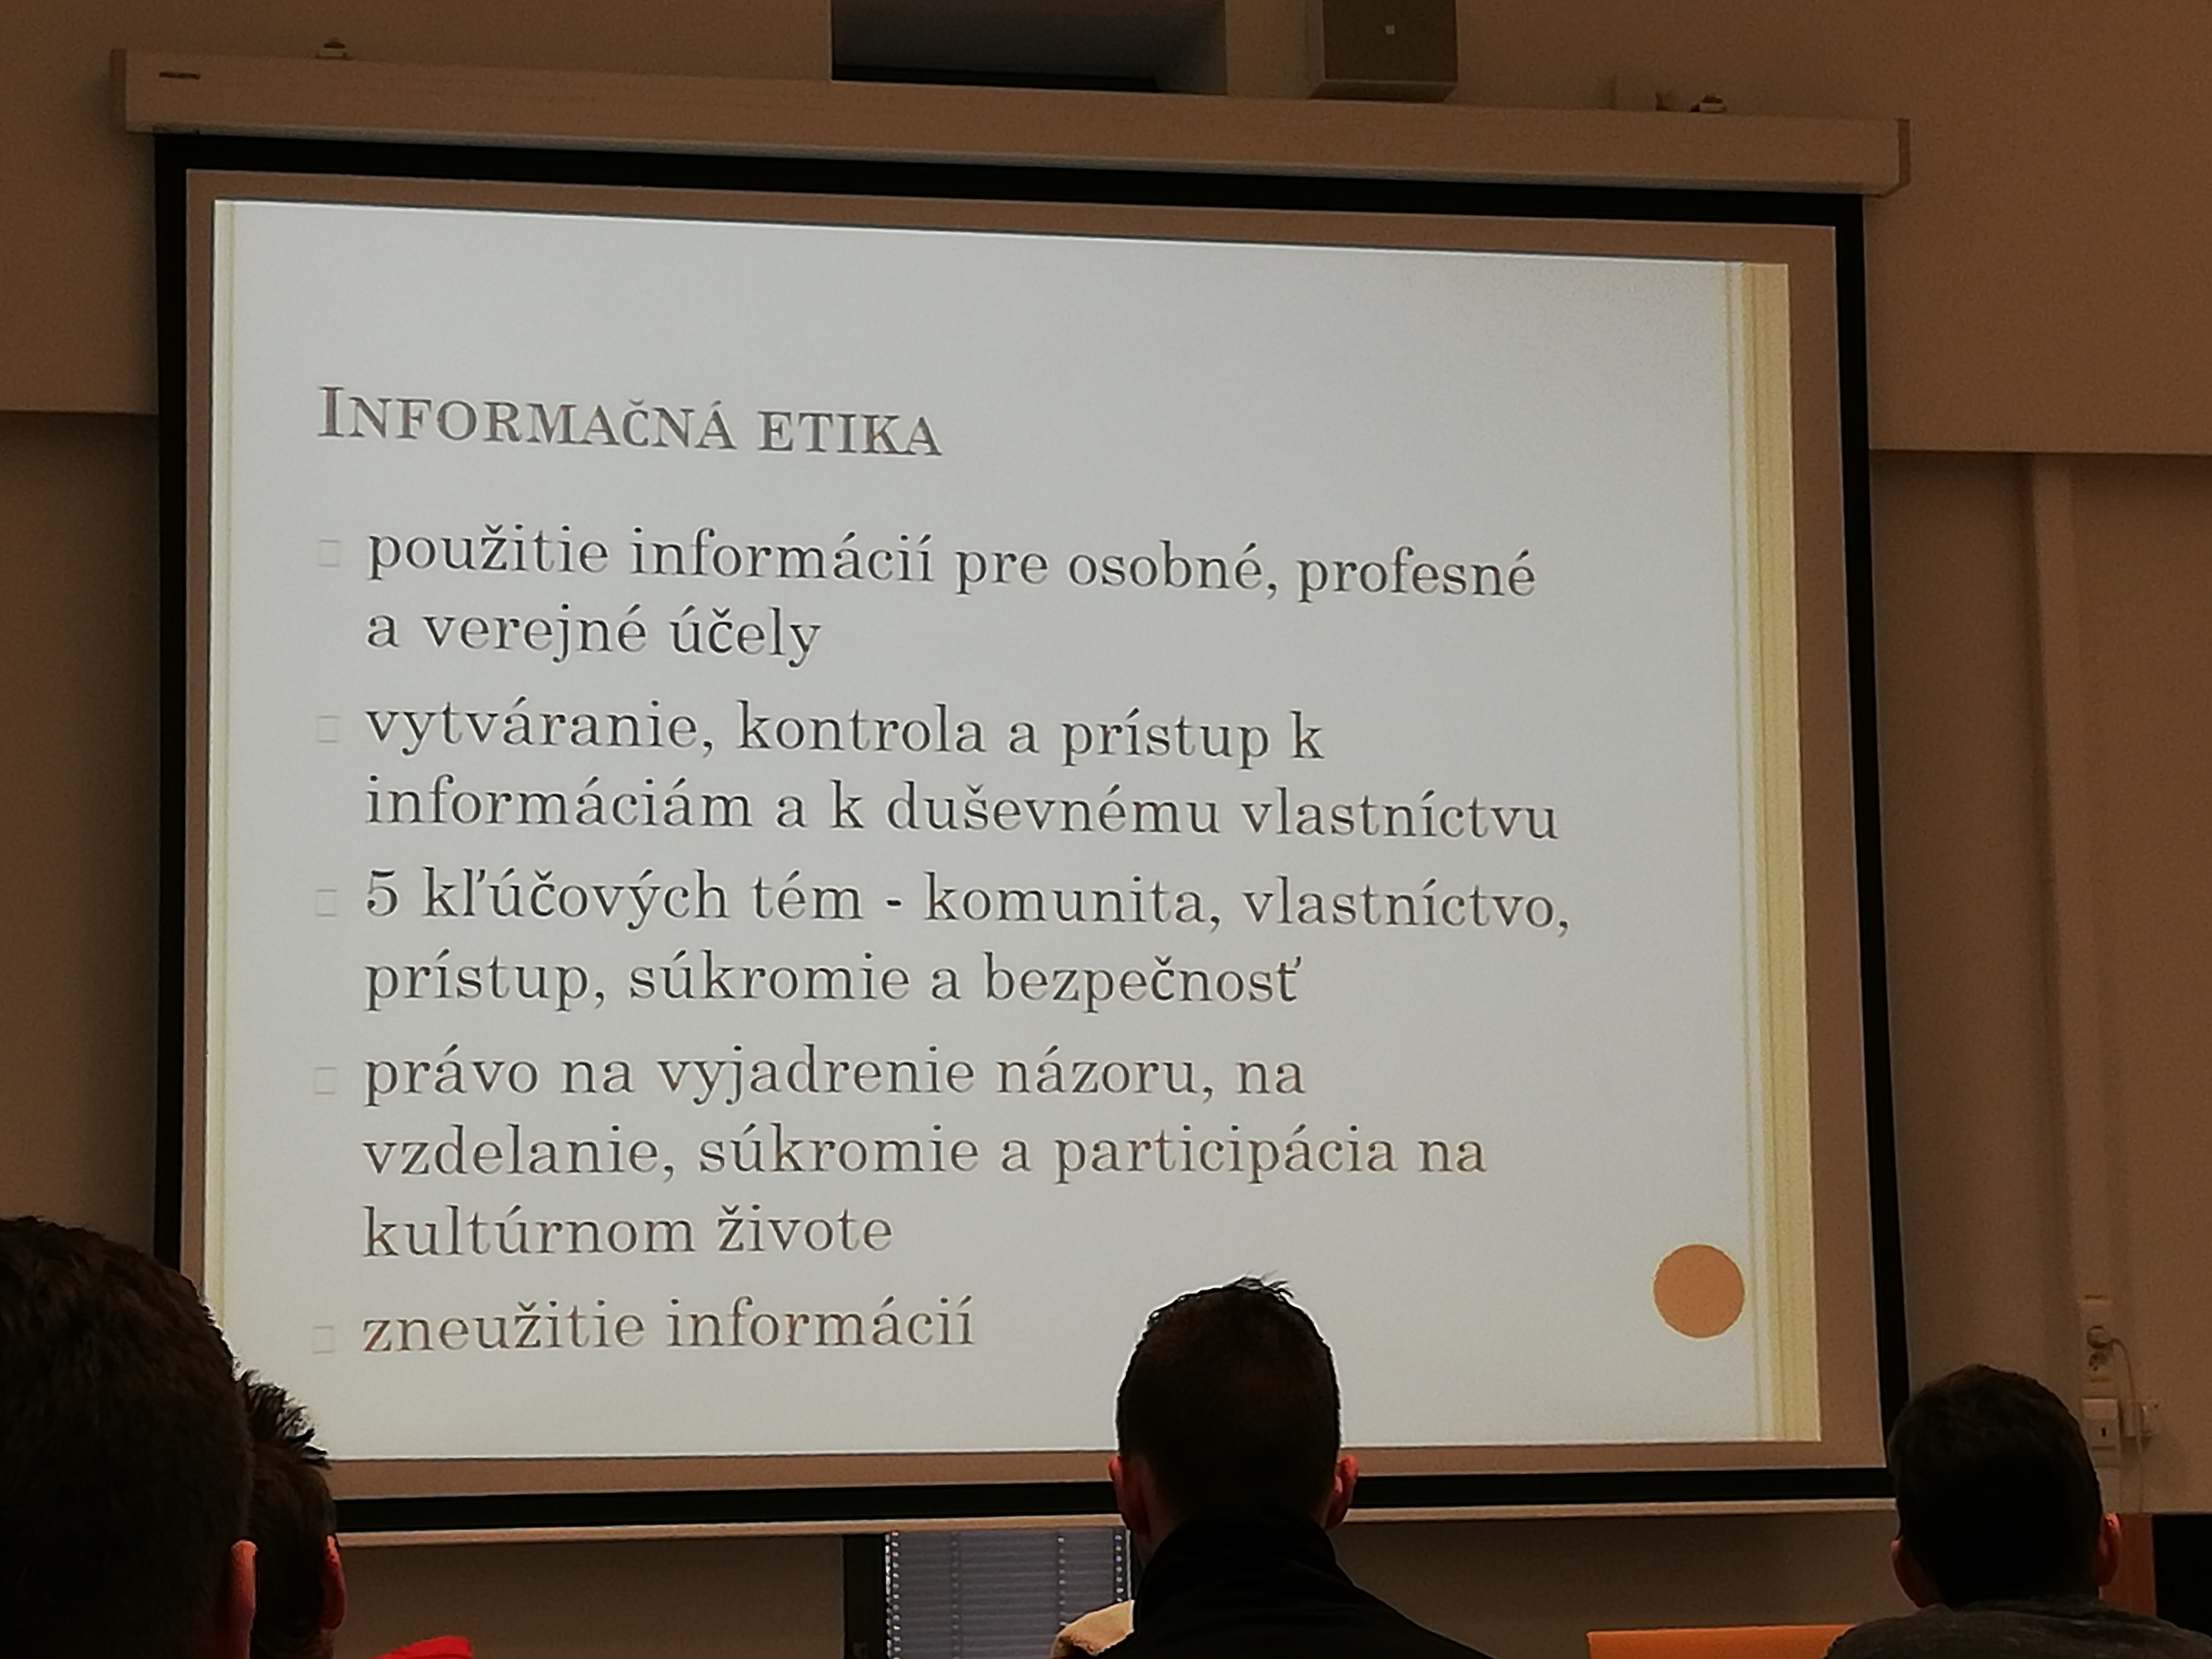 INFORMAČNÁ ETIKA
použitie informácií pre osobné, profesné
a verejné účely
vytváranie, kontrola a prístup k
informáciám a k duševnému vlastníctvu
5 kľúčových tém - komunita, vlastníctvo,
prístup, súkromie a bezpečnosť
právo na vyjadrenie názoru, na
vzdelanie, súkromie a participácia na
kultúrnom živote
zneužitie informácií